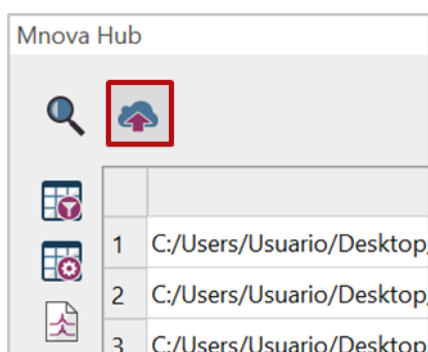 Mnova Hub
1 C:/Users/Usuario/Desktop/
2 C:/Users/Usuario/Desktop/
3 C:/Users/Usuario/Desktop